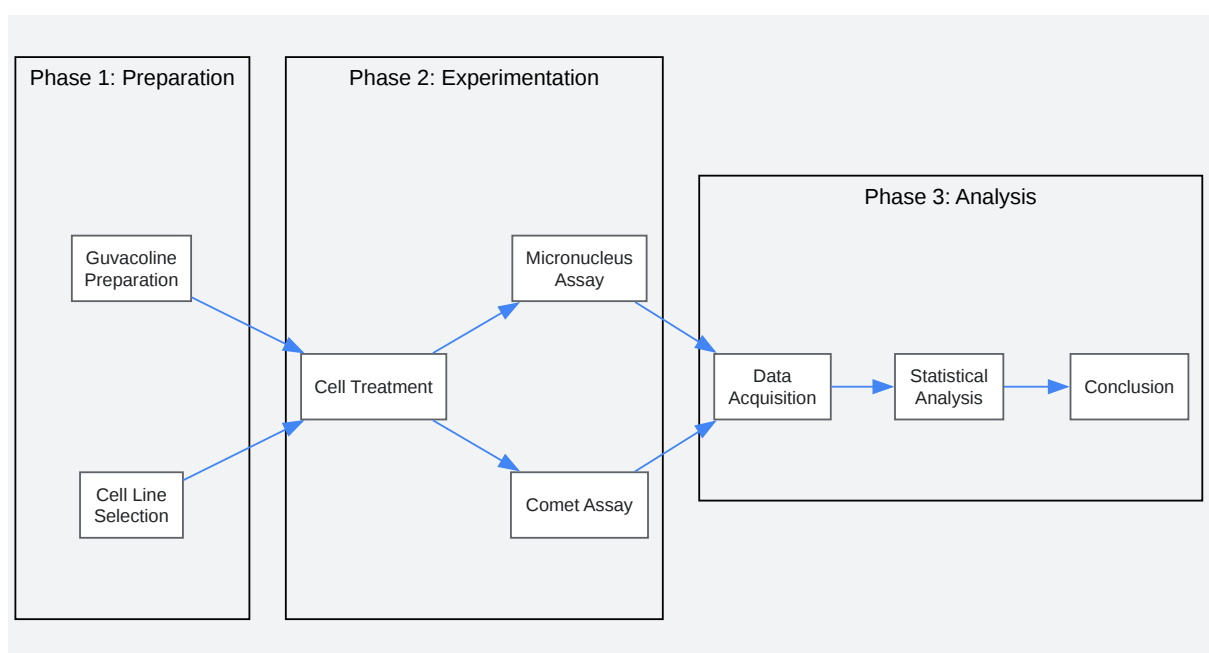 Phase 1: Preparation
Guvacoline
Preparation
Cell Line
Selection
Phase 2: Experimentation
Cell Treatment
Micronucleus
Assay
Comet Assay
Phase 3: Analysis
Data
Acquisition
Statistical
Analysis
Conclusion